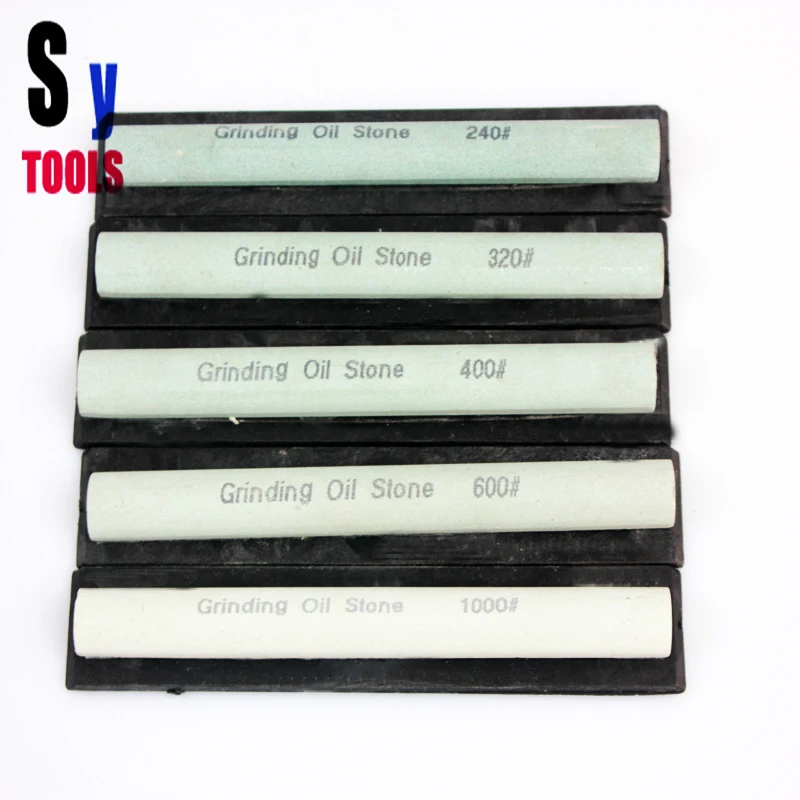 Sy
TOOLS
Grinding Oil Stone 240#
Grinding Oil Stone 320#
Grinding Oil Stone 400#
Grinding Oil Stone 600#
Grinding Oil Stone 1000#